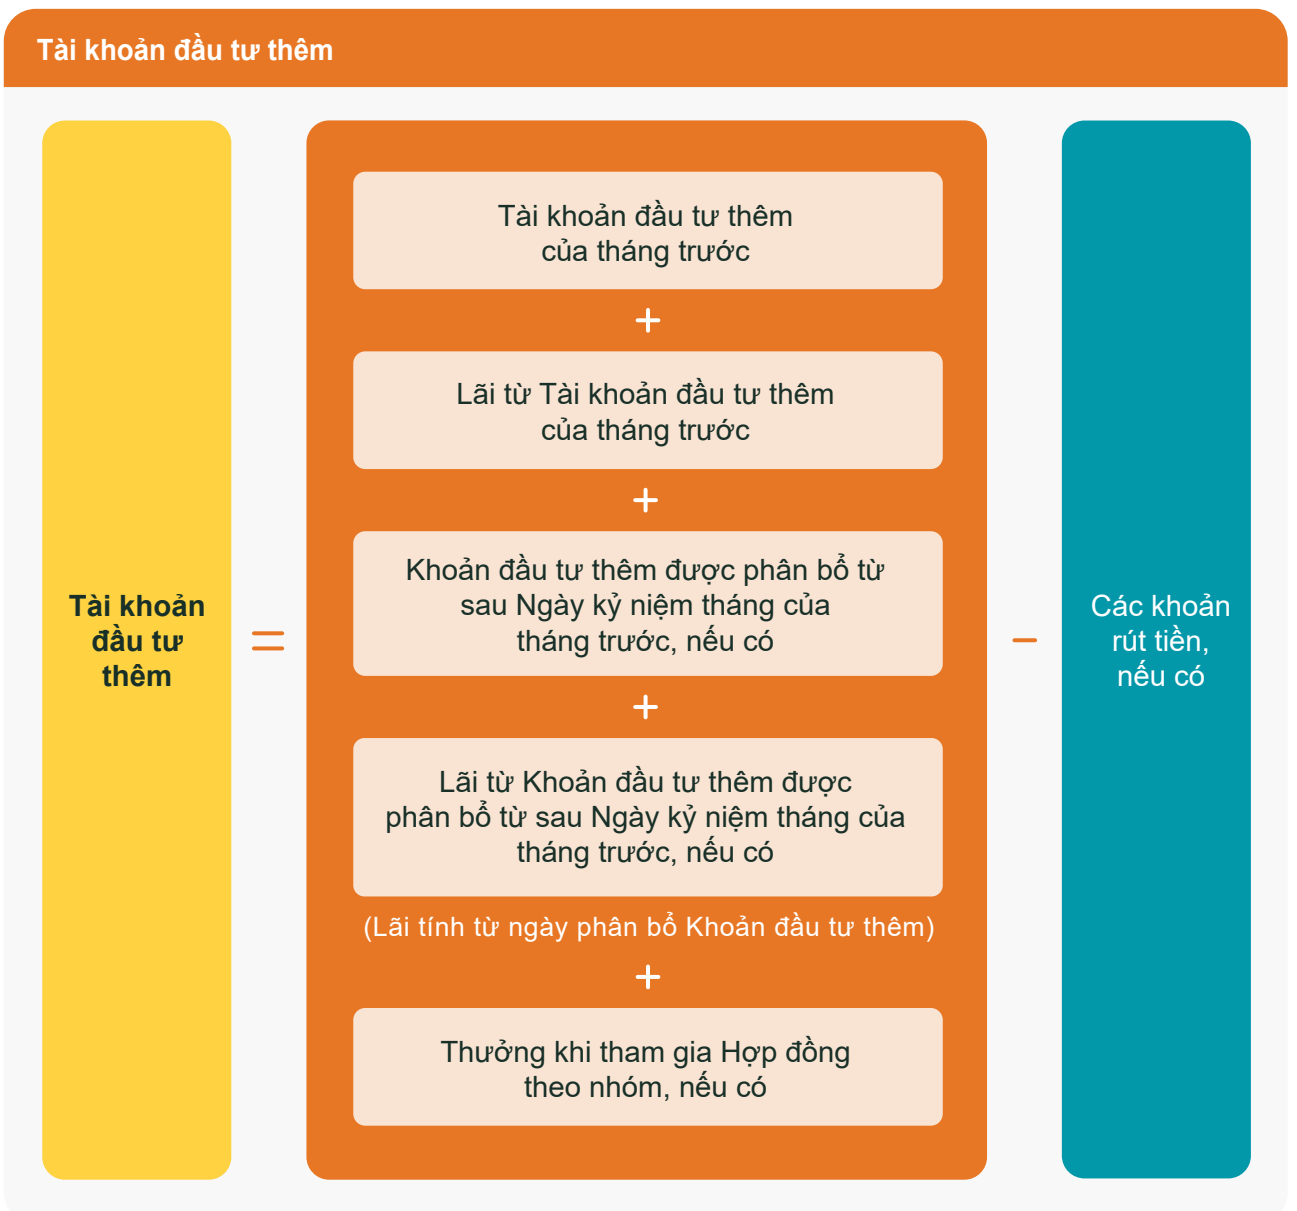 Tài khoản đầu tư thêm
Tài khoản
đầu tư
thêm
=
Tài khoản đầu tư thêm
của tháng trước
+
Lãi từ Tài khoản đầu tư thêm
của tháng trước
+
Khoản đầu tư thêm được phân bổ từ
sau Ngày kỷ niệm tháng của
tháng trước, nếu có
+
Lãi từ Khoản đầu tư thêm được
phân bổ từ sau Ngày kỷ niệm tháng của
tháng trước, nếu có
(Lãi tính từ ngày phân bổ Khoản đầu tư thêm)
+
Thưởng khi tham gia Hợp đồng
theo nhóm, nếu có
−
Các khoản
rút tiền,
nếu có